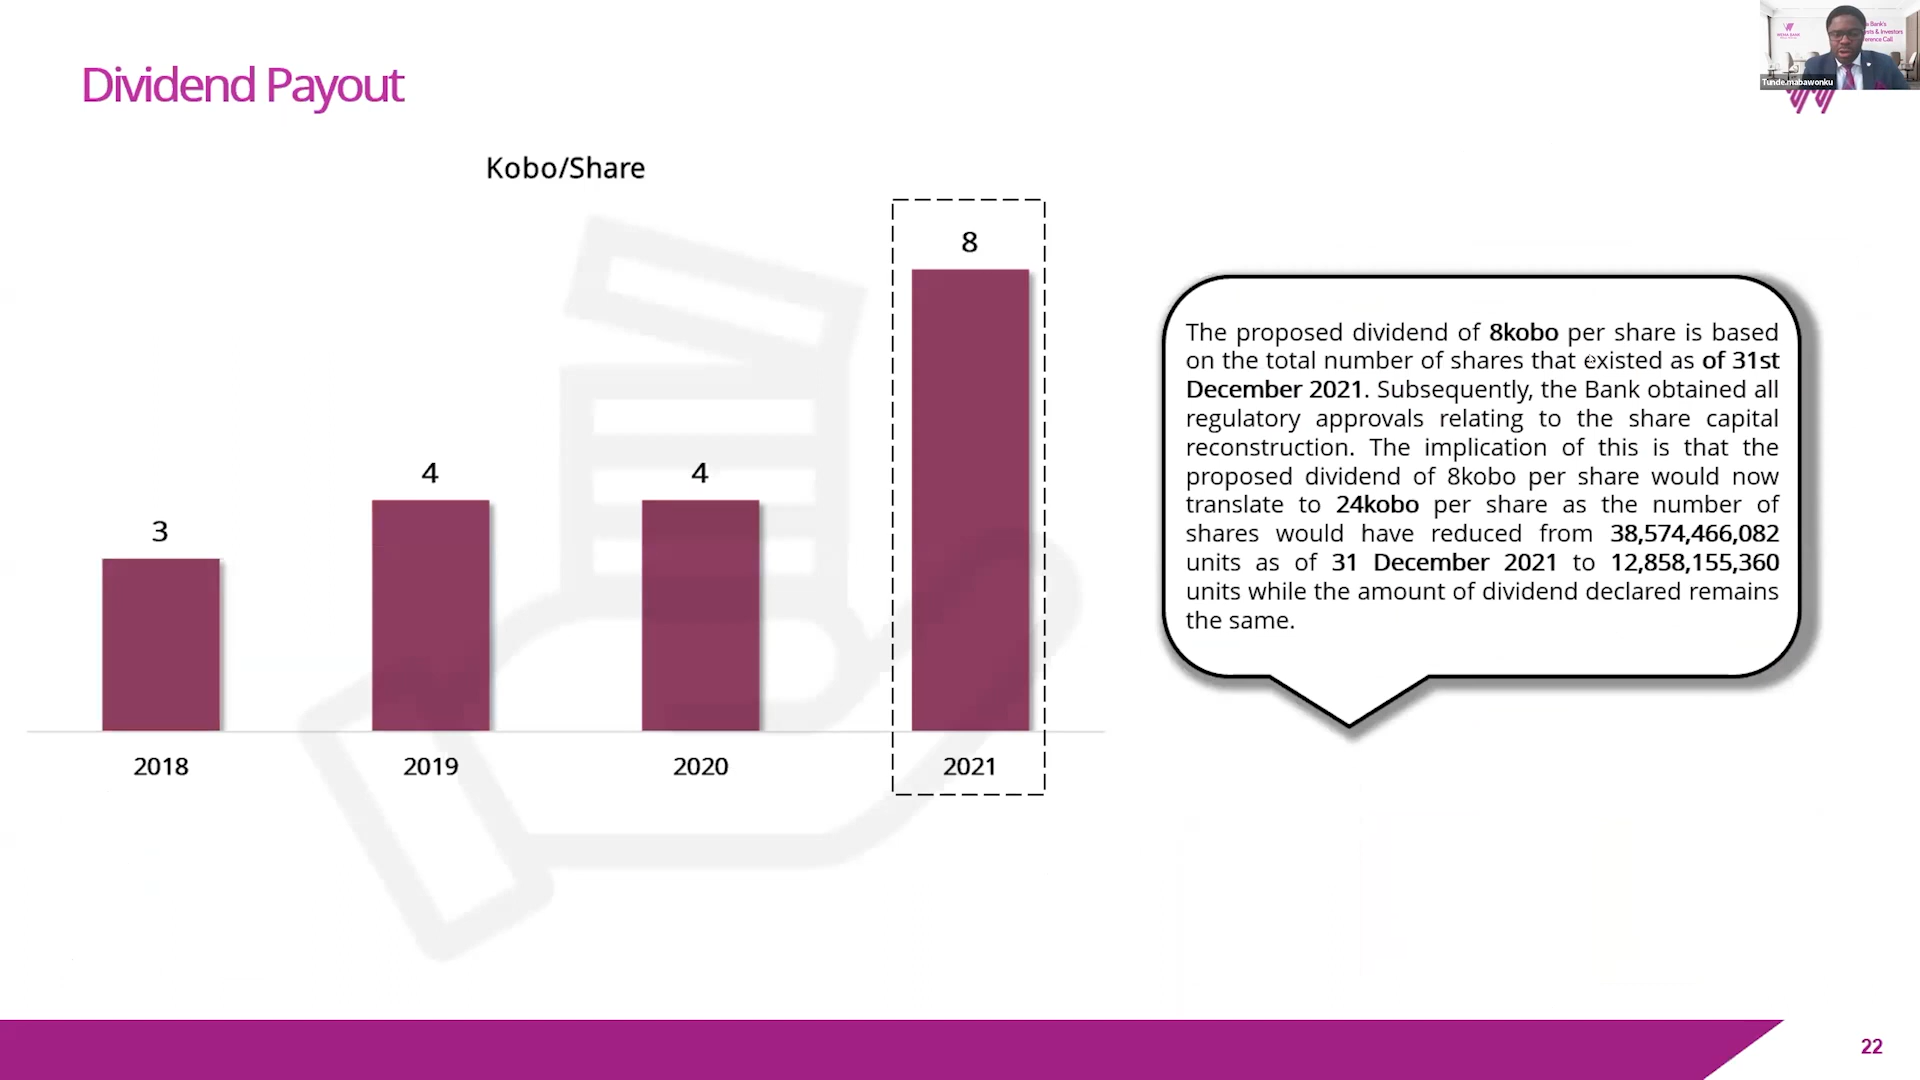 Dividend Payout
Kobo/Share
3
4
4
8
2018
2019
2020
2021
The proposed dividend of 8kobo per share is based
on the total number of shares that existed as of 31st
December 2021. Subsequently, the Bank obtained all
regulatory approvals relating to the share capital
reconstruction. The implication of this is that the
proposed dividend of 8kobo per share would now
translate to 24kobo per share as the number of
shares would have reduced from 38,574,466,082
units as of 31 December 2021 to 12,858,155,360
units while the amount of dividend declared remains
the same.
WEMA BANK
Bank's
& Investors
Call
Tunde.mabawonku
22